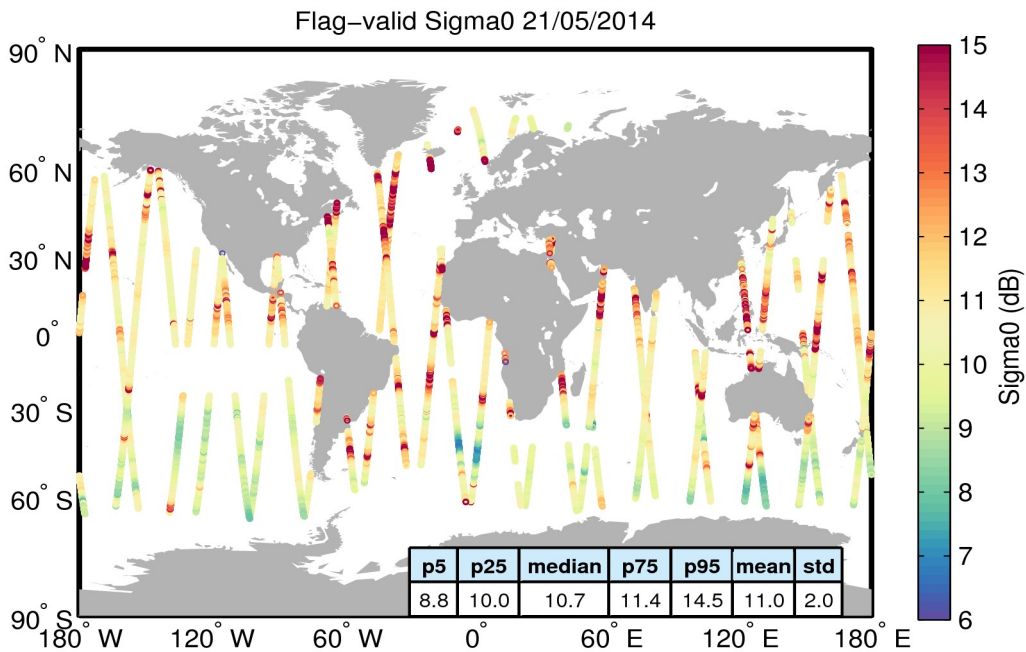 Flag−valid Sigma0 21/05/2014
90° N
60° N
30° N
0°
30° S
60° S
90° S
180° W
120° W
60° W
0°
60° E
120° E
180° E
p5 p25 median p75 p95 mean std
8.8 10.0 10.7 11.4 14.5 11.0 2.0
15
14
13
12
11
10
9
8
7
6
Sigma0 (dB)